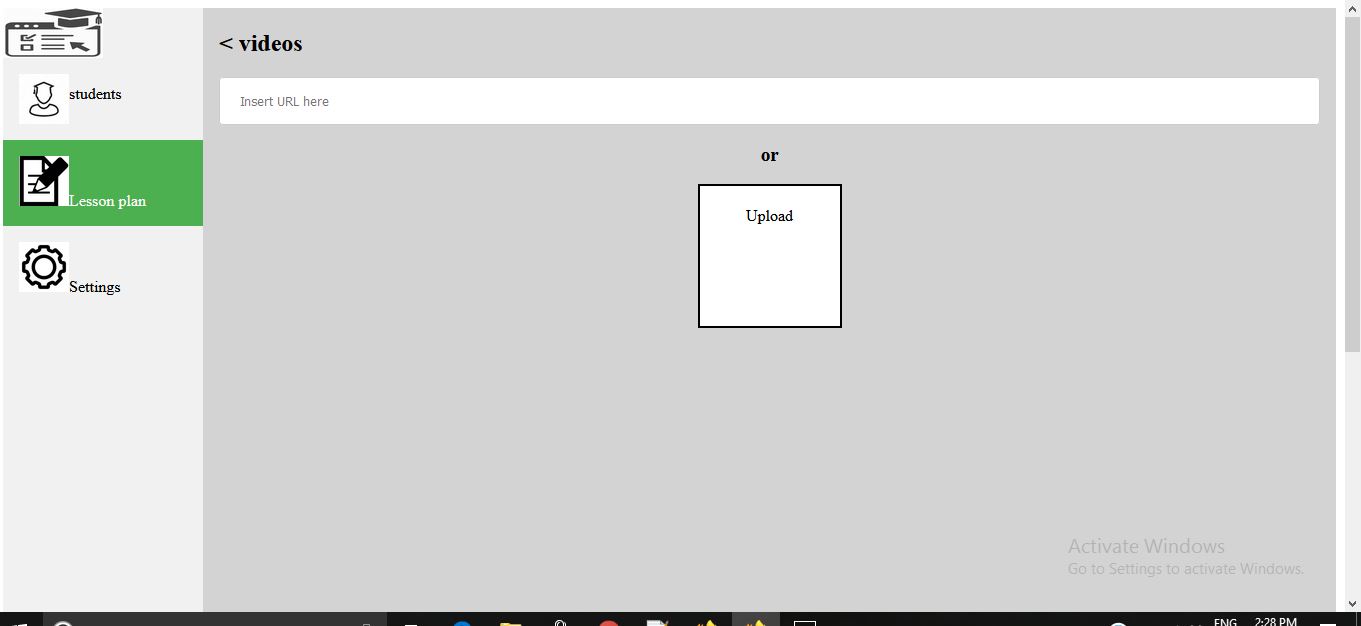 students
Lesson plan
Settings
< videos
Insert URL here
or
Upload
Activate Windows
Go to Settings to activate Windows.
ENG
2:28 PM